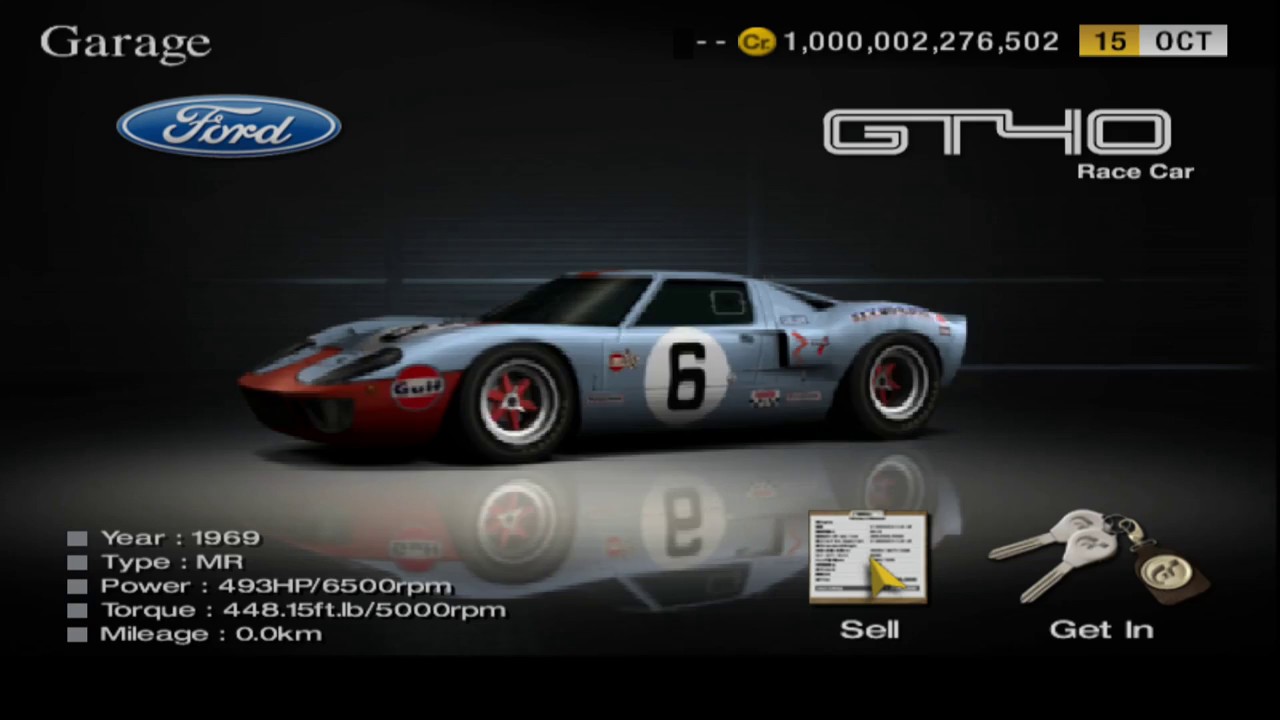 Garage
-- Cr. 1,000,002,276,502 15 OCT
Ford
GT40
Race Car
Gulf
6
Year : 1969
Type : MR
Power : 493HP/6500rpm
Torque : 448.15ft.lb/5000rpm
Mileage : 0.0km
Sell
Get In